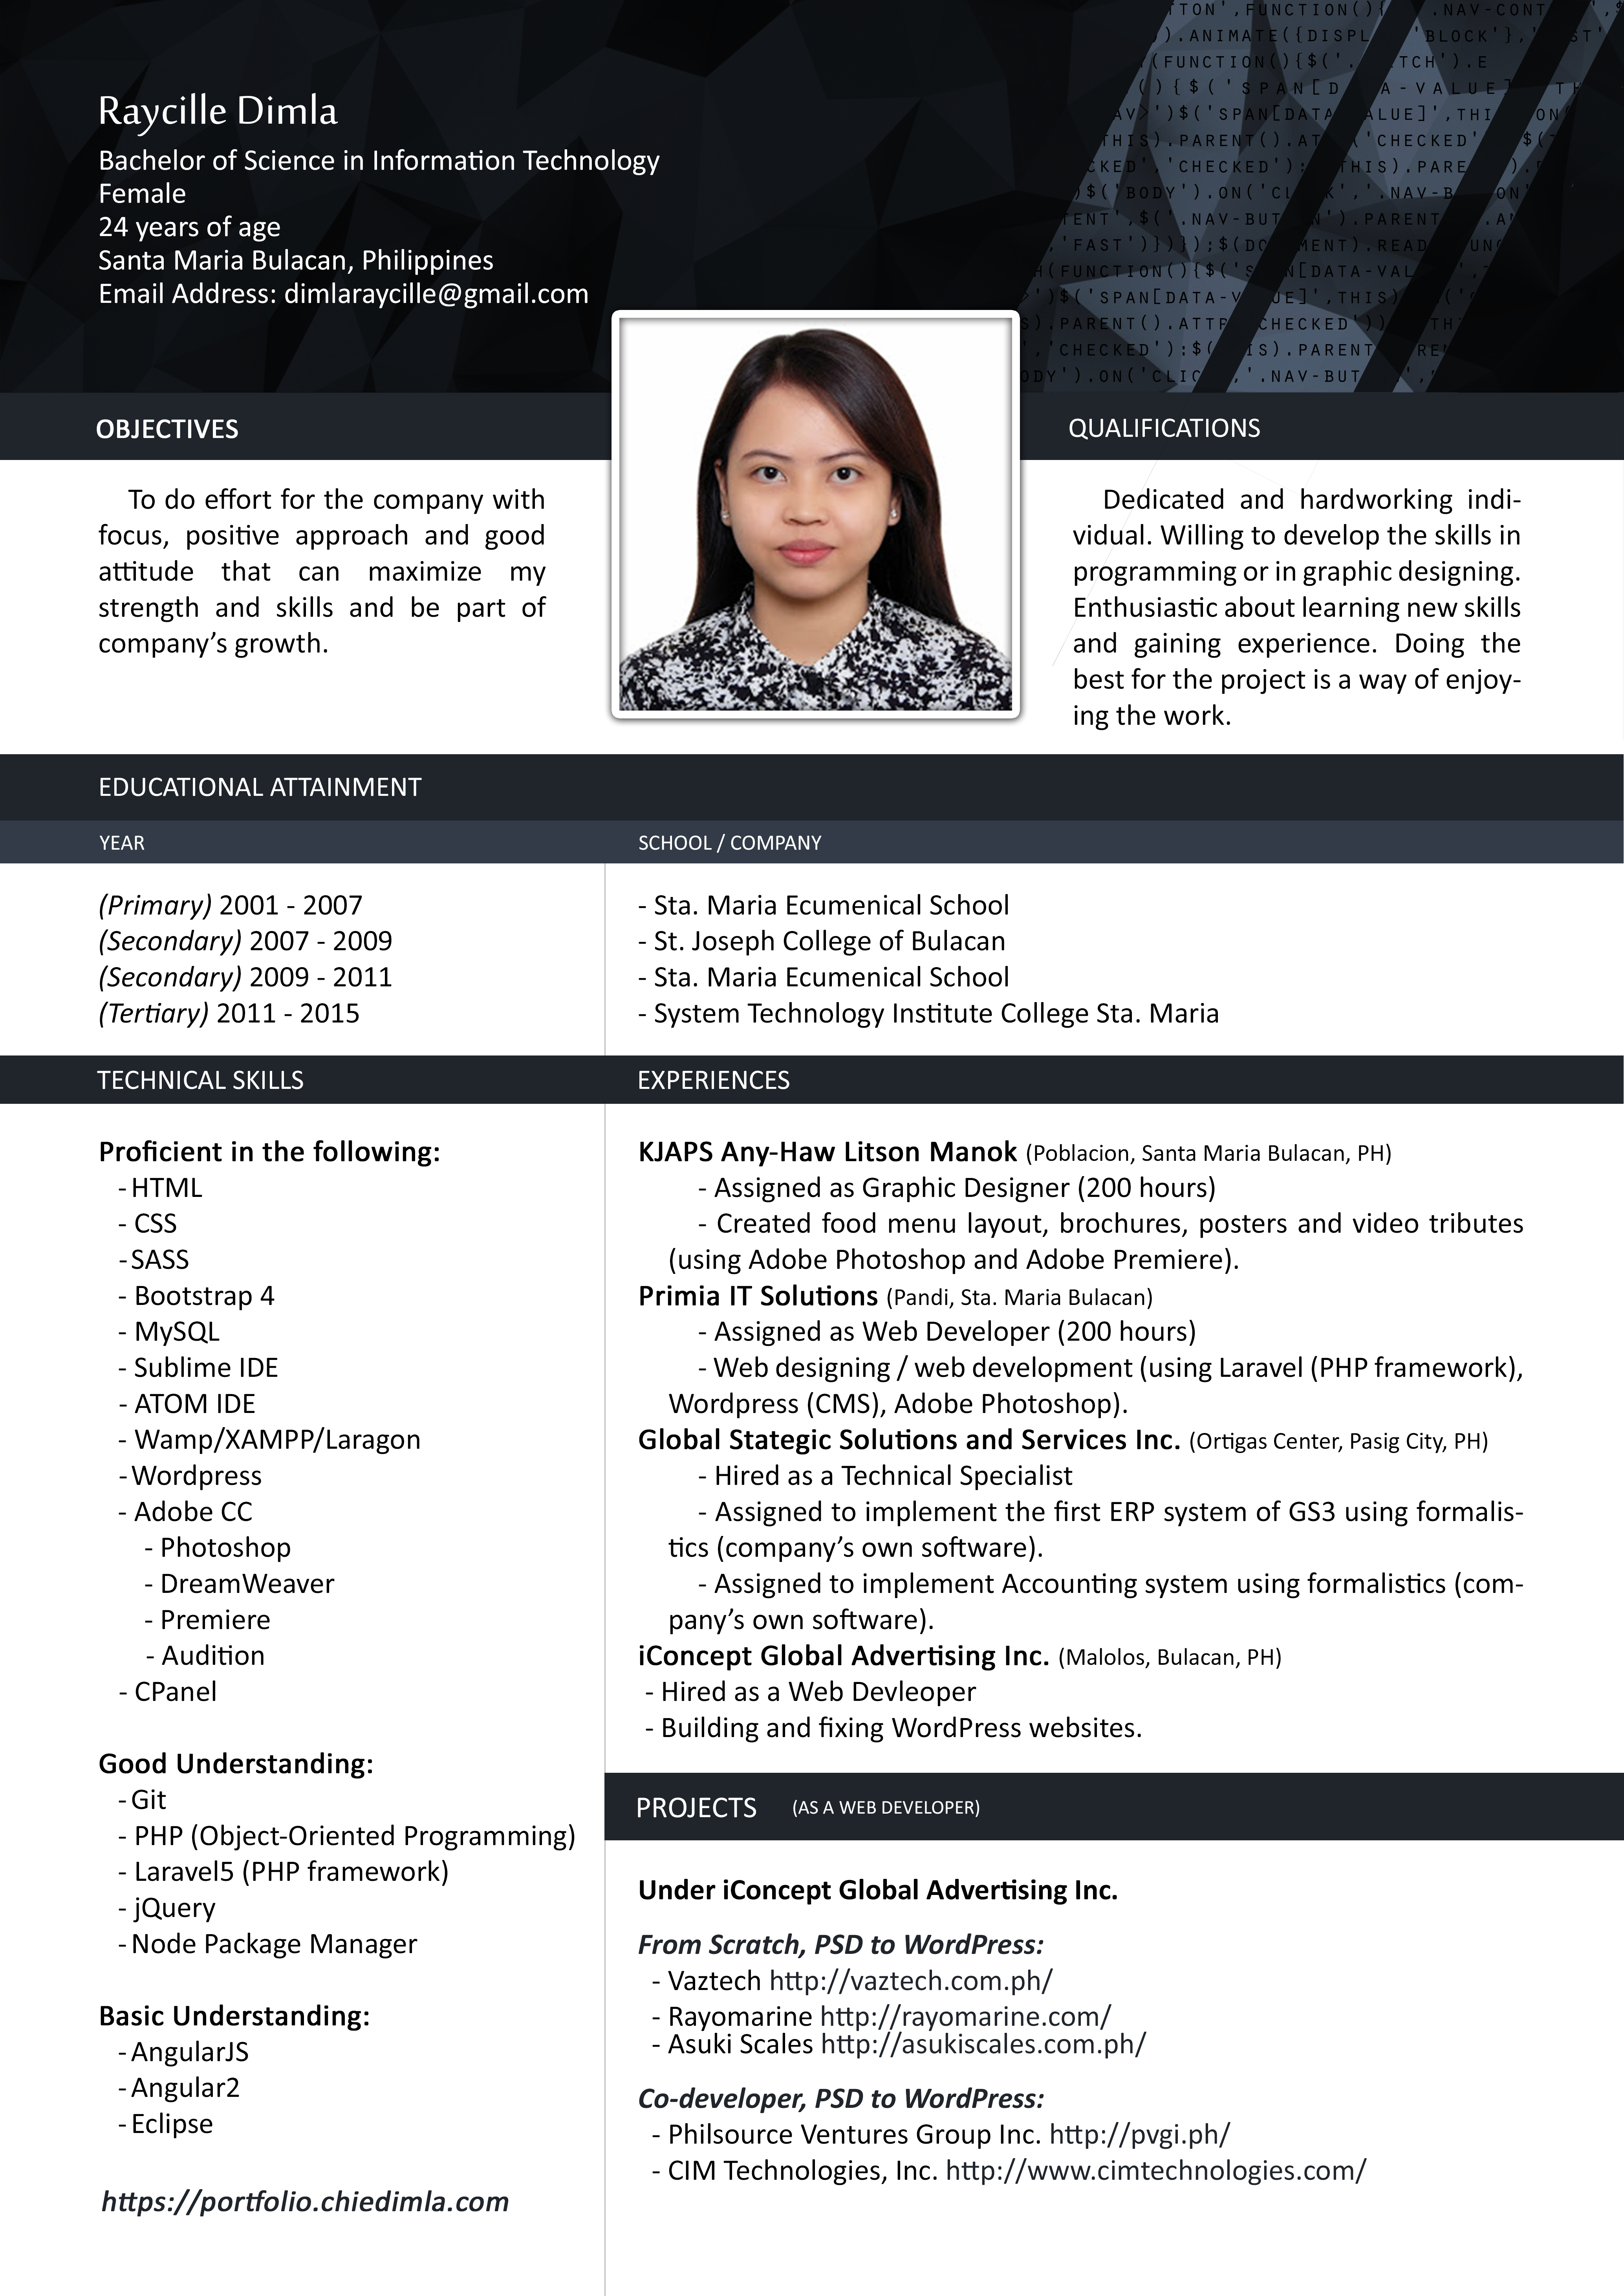 Raycille Dimla
Bachelor of Science in Information Technology
Female
24 years of age
Santa Maria Bulacan, Philippines
Email Address: dimlaraycille@gmail.com
OBJECTIVES
To do effort for the company with
focus, positive approach and good
attitude that can maximize my
strength and skills and be part of
company's growth.
QUALIFICATIONS
Dedicated and hardworking indi-
vidual. Willing to develop the skills in
programming or in graphic designing.
Enthusiastic about learning new skills
and gaining experience. Doing the
best for the project is a way of enjoy-
ing the work.
EDUCATIONAL ATTAINMENT
YEAR
SCHOOL / COMPANY
(Primary) 2001 - 2007
- Sta. Maria Ecumenical School
(Secondary) 2007 - 2009
- St. Joseph College of Bulacan
(Secondary) 2009 - 2011
- Sta. Maria Ecumenical School
(Tertiary) 2011 - 2015
- System Technology Institute College Sta. Maria
TECHNICAL SKILLS
Proficient in the following:
- HTML
- CSS
- SASS
- Bootstrap 4
- MySQL
- Sublime IDE
- ATOM IDE
- Wamp/XAMPP/Laragon
- Wordpress
- Adobe CC
- Photoshop
- DreamWeaver
- Premiere
- Audition
- CPanel
Good Understanding:
- Git
- PHP (Object-Oriented Programming)
- Laravel5 (PHP framework)
- jQuery
- Node Package Manager
Basic Understanding:
- AngularJS
- Angular2
- Eclipse
https://portfolio.chiedimla.com
EXPERIENCES
KJAPS Any-Haw Litson Manok (Poblacion, Santa Maria Bulacan, PH)
- Assigned as Graphic Designer (200 hours)
- Created food menu layout, brochures, posters and video tributes
(using Adobe Photoshop and Adobe Premiere).
Primia IT Solutions (Pandi, Sta. Maria Bulacan)
- Assigned as Web Developer (200 hours)
- Web designing / web development (using Laravel (PHP framework),
Wordpress (CMS), Adobe Photoshop).
Global Stategic Solutions and Services Inc. (Ortigas Center, Pasig City, PH)
- Hired as a Technical Specialist
- Assigned to implement the first ERP system of GS3 using formalis-
tics (company's own software).
- Assigned to implement Accounting system using formalistics (com-
pany's own software).
iConcept Global Advertising Inc. (Malolos, Bulacan, PH)
- Hired as a Web Devleoper
- Building and fixing WordPress websites.
PROJECTS (AS A WEB DEVELOPER)
Under iConcept Global Advertising Inc.
From Scratch, PSD to WordPress:
- Vaztech http://vaztech.com.ph/
- Rayomarine http://rayomarine.com/
- Asuki Scales http://asukiscales.com.ph/
Co-developer, PSD to WordPress:
- Philsource Ventures Group Inc. http://pvgi.ph/
- CIM Technologies, Inc. http://www.cimtechnologies.com/